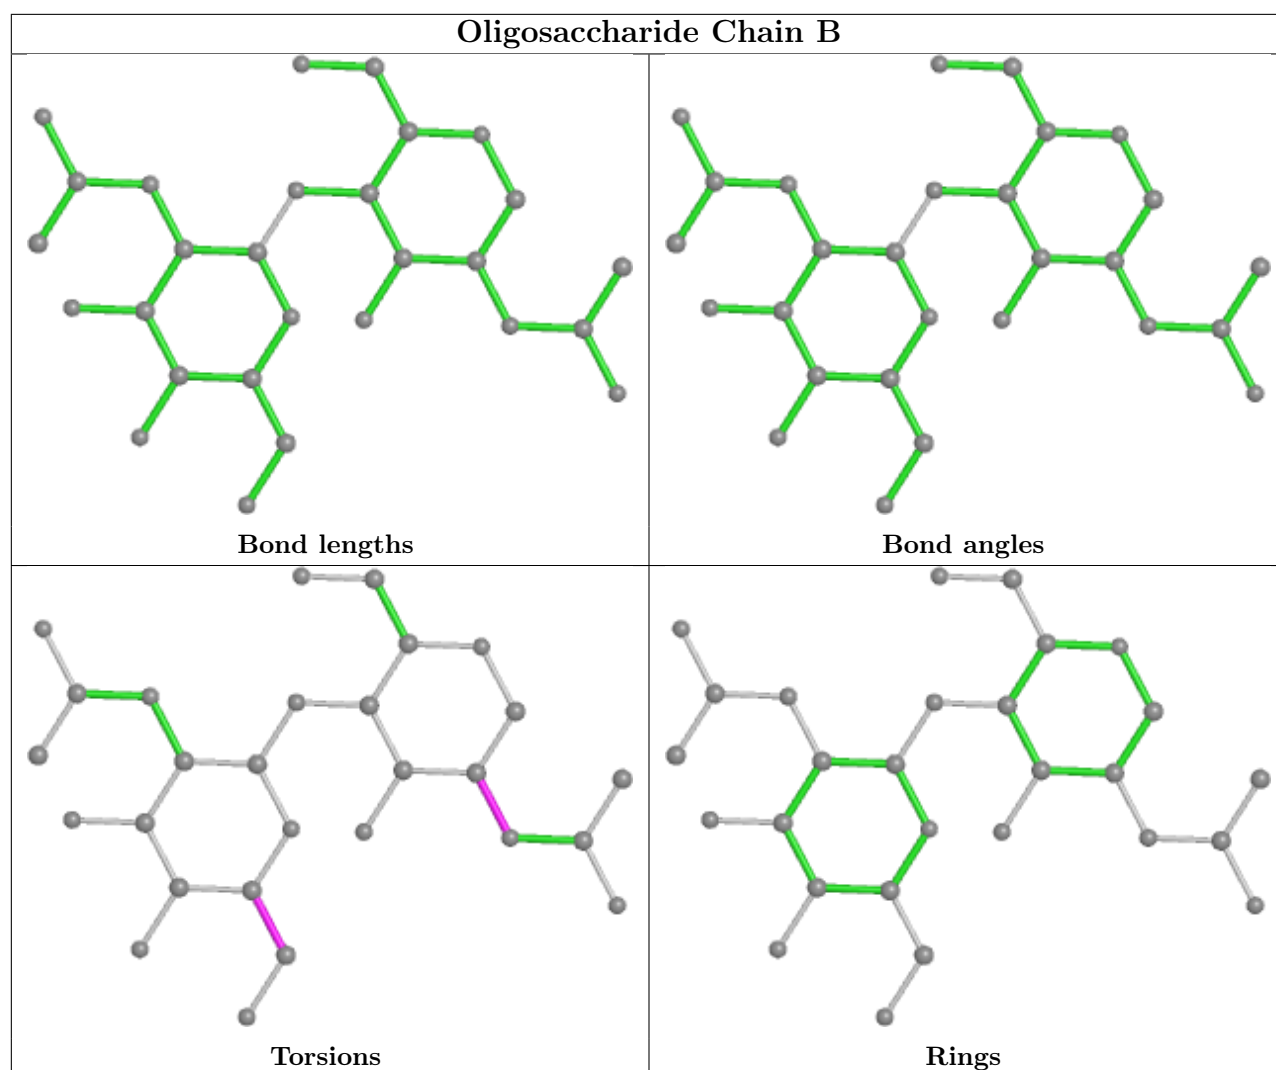 Oligosaccharide Chain B
Bond lengths
Bond angles
Torsions
Rings